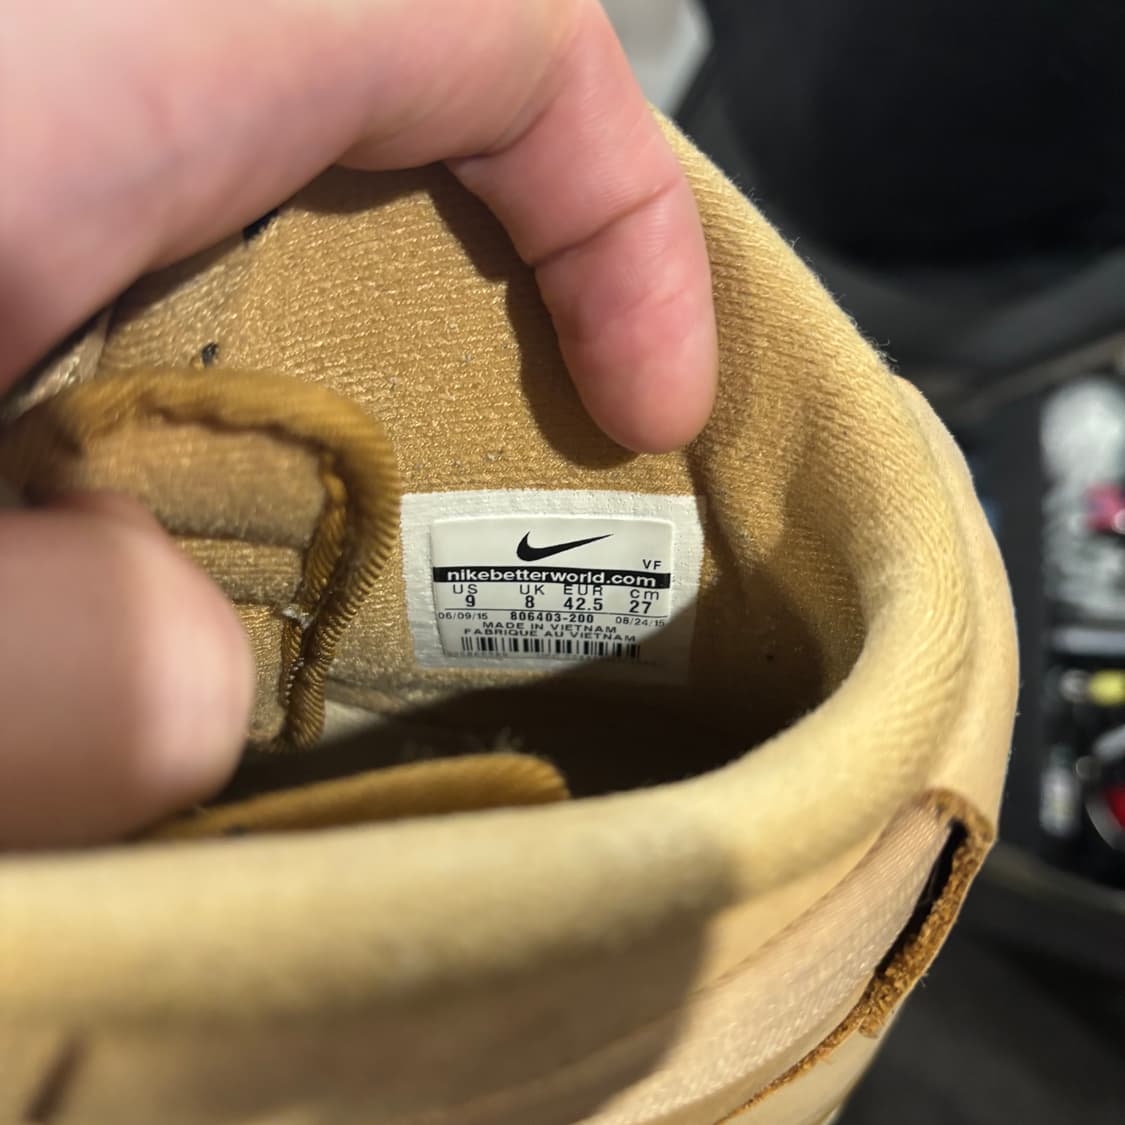 VF
nikebetterworld.com
US UK EUR cm
9 8 42.5 27
06/09/15 806403-200 08/24/15
MADE IN VIETNAM
FABRIQUE AU VIETNAM